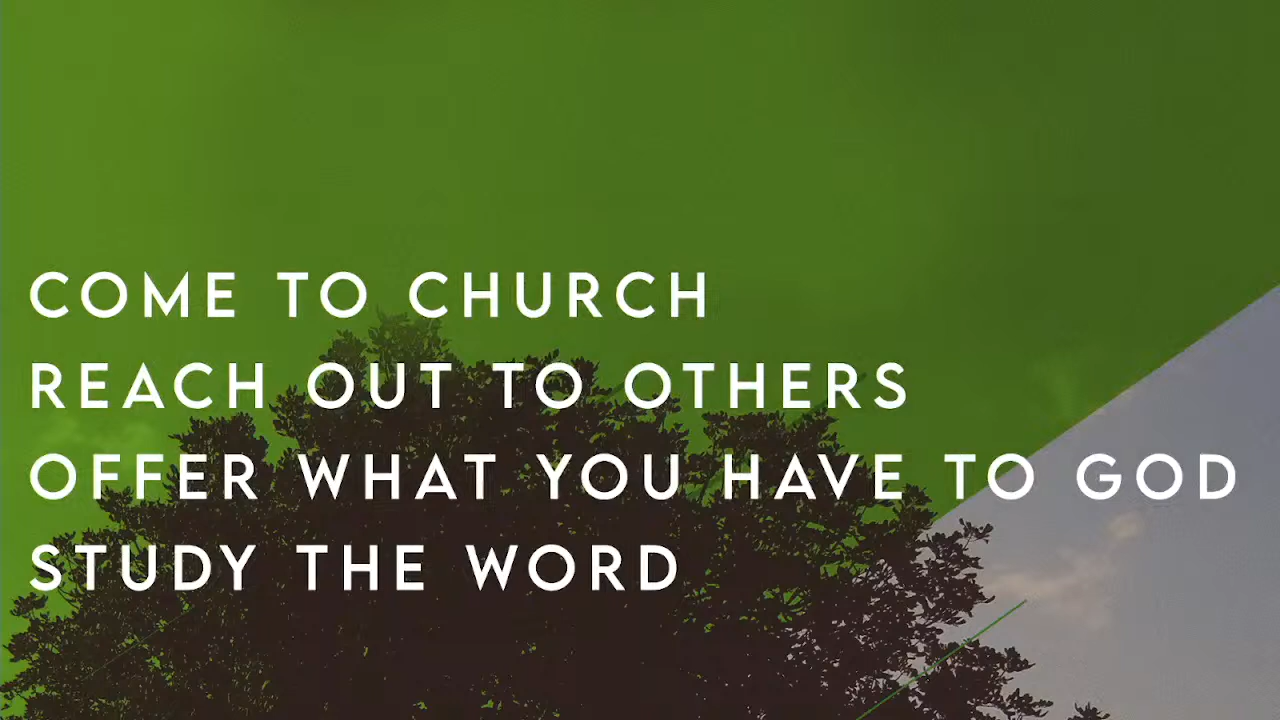 COME TO CHURCH
REACH OUT TO OTHERS
OFFER WHAT YOU HAVE TO GOD
STUDY THE WORD